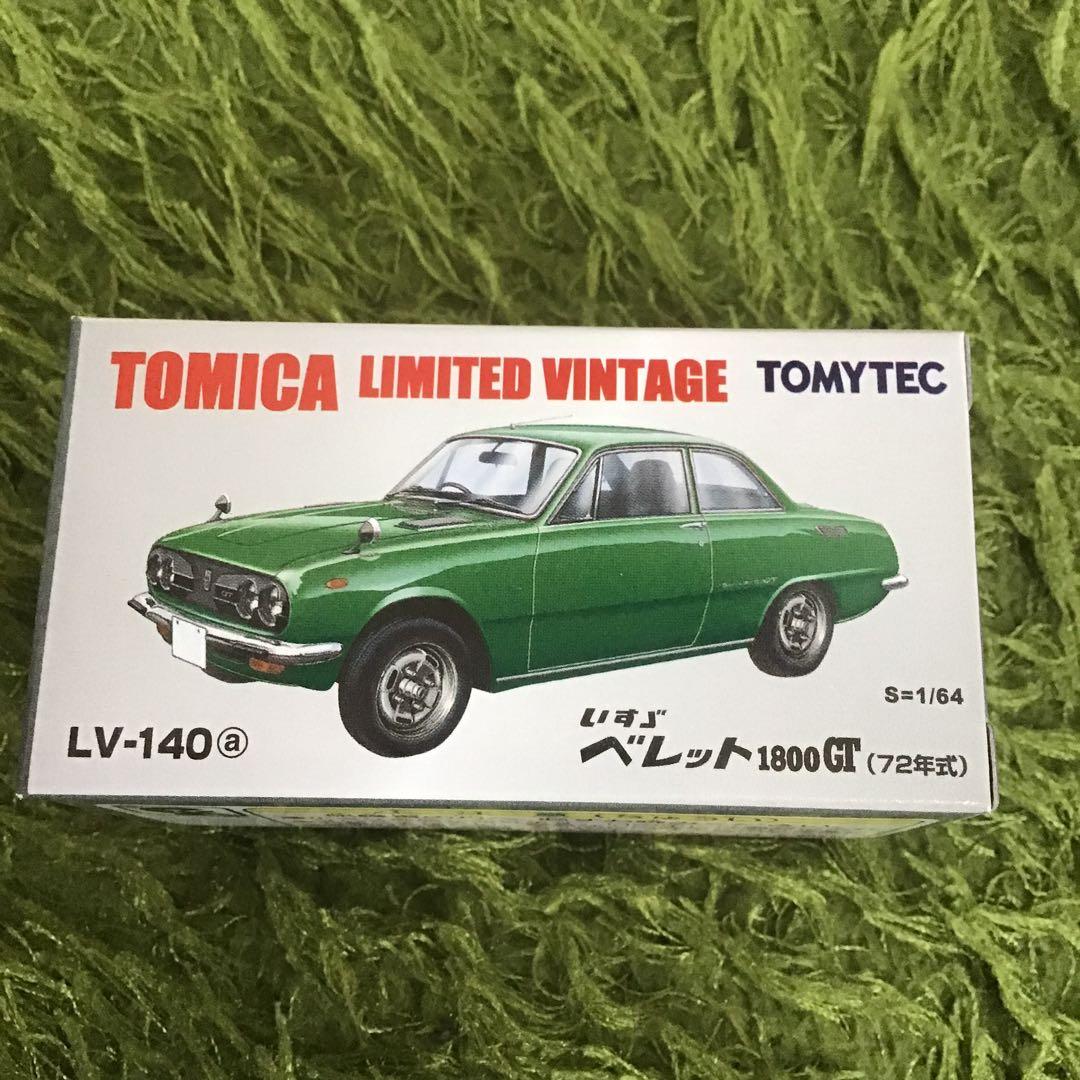 TOMICA LIMITED VINTAGE TOMYTEC
GT
S=1/64
LV-140ⓐ
いすゞ
ベレット1800GT(72年式)